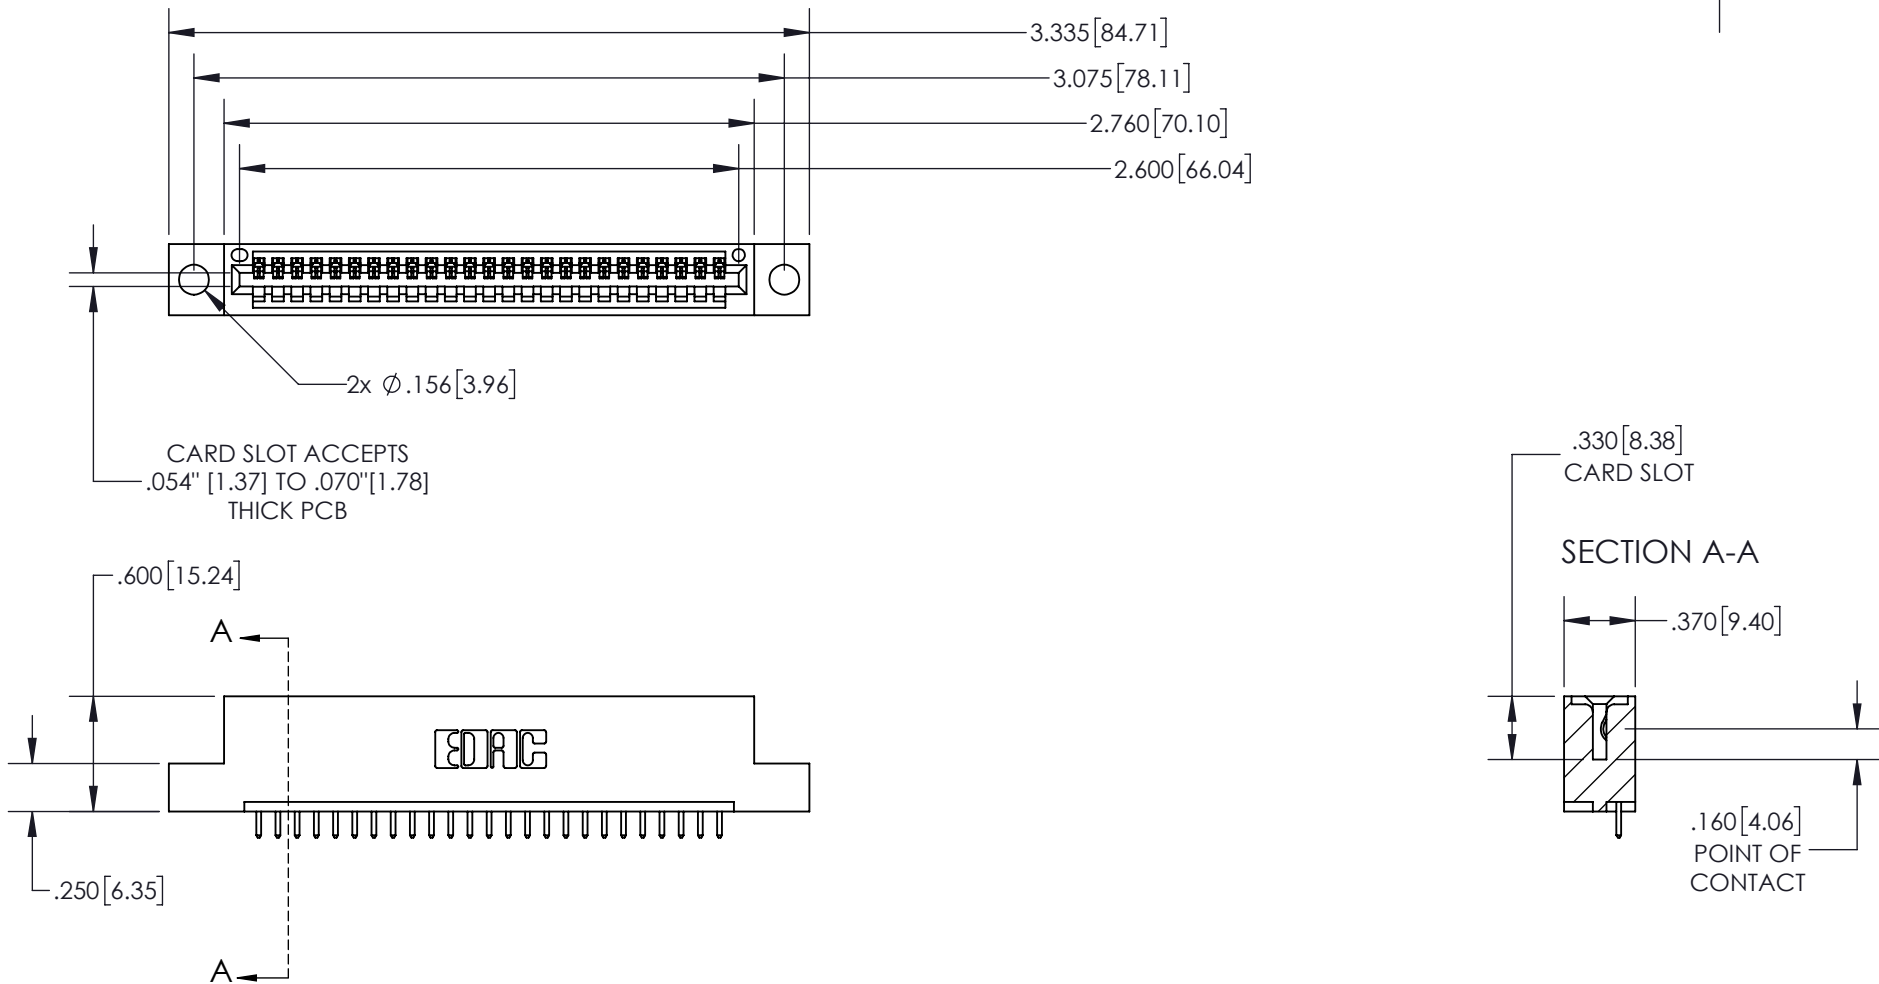 3.335[84.71]
3.075[78.11]
2.760[70.10]
2.600[66.04]
2x Ø.156[3.96]
CARD SLOT ACCEPTS
.054" [1.37] TO .070"[1.78]
THICK PCB
.330[8.38]
CARD SLOT
SECTION A-A
.600[15.24]
A
.370[9.40]
EDAC
.160[4.06]
POINT OF
CONTACT
.250[6.35]
A